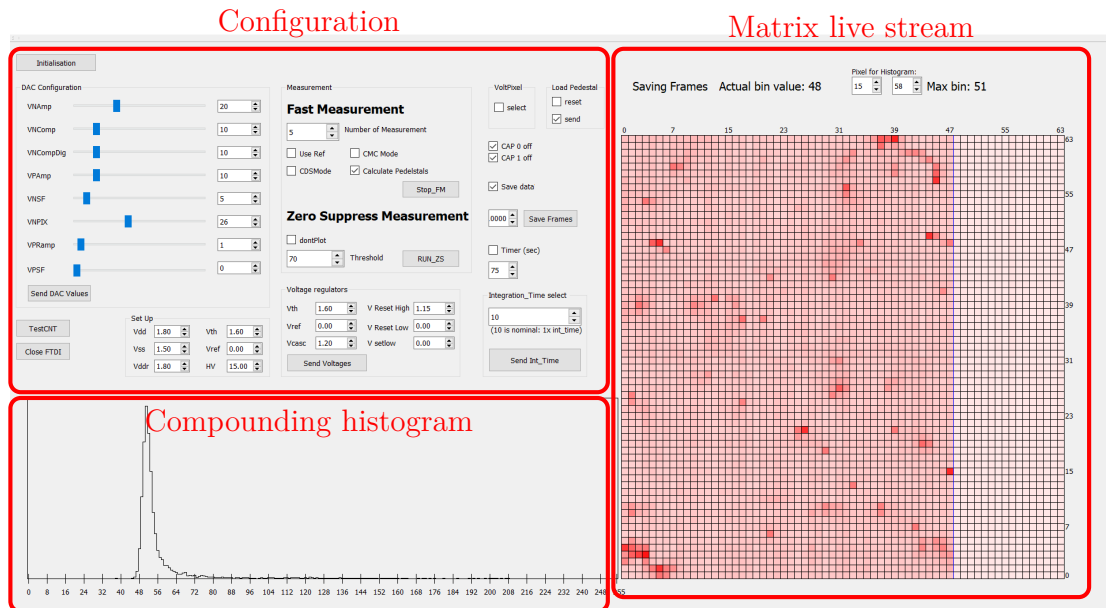 Configuration
Matrix live stream
Initialisation
DAC Configuration
VNAmp 20
VNComp 10
VNCompDig 10
VPAmp 10
VNSF 5
VNPIX 26
VPRamp 1
VPSF 0
Send DAC Values
TestCNT
Close FTDI
Set Up
Vdd 1.80 Vth 1.60
Vss 1.50 Vref 0.00
Vddr 1.80 HV 15.00
Measurement
Fast Measurement
5 Number of Measurement
Use Ref CMC Mode
CDSMode Calculate Pedelstals
Stop_FM
Zero Suppress Measurement
dontPlot
70 Threshold RUN_ZS
Voltage regulators
Vth 1.60 V Reset High 1.15
Vref 0.00 V Reset Low 0.00
Vcasc 1.20 V setlow 0.00
Send Voltages
VoltPixel
select
Load Pedestal
reset
send
CAP 0 off
CAP 1 off
Save data
.0000 Save Frames
Timer (sec)
75
Integration_Time select
10
(10 is nominal: 1x int_time)
Send Int_Time
Saving Frames Actual bin value: 48
Pixel for Histogram:
15 58 Max bin: 51
0 7 15 23 31 39 47 55 63
63
55
47
39
31
23
15
7
0
Compounding histogram
0 8 16 24 32 40 48 56 64 72 80 88 96 104 112 120 128 136 144 152 160 168 176 184 192 200 208 216 224 232 240 248 255